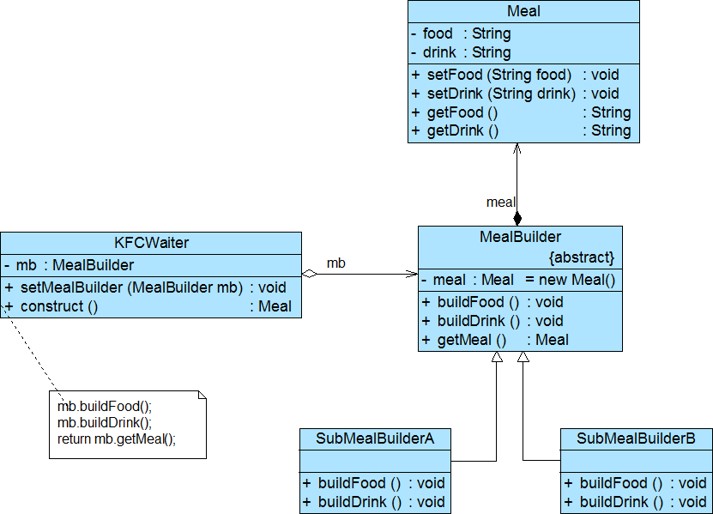 Meal
- food : String
- drink : String
+ setFood (String food) : void
+ setDrink (String drink) : void
+ getFood () : String
+ getDrink () : String
meal
KFCWaiter
- mb : MealBuilder
+ setMealBuilder (MealBuilder mb) : void
+ construct () : Meal
mb
MealBuilder
{abstract}
- meal : Meal = new Meal()
+ buildFood () : void
+ buildDrink () : void
+ getMeal () : Meal
mb.buildFood();
mb.buildDrink();
return mb.getMeal();
SubMealBuilderA
+ buildFood () : void
+ buildDrink () : void
SubMealBuilderB
+ buildFood () : void
+ buildDrink () : void